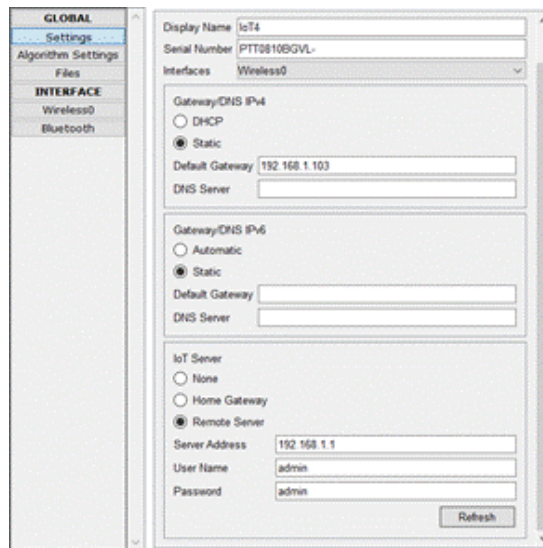 GLOBAL
Settings
Algorithm Settings
Files
INTERFACE
Wireless0
Bluetooth
Display Name IoT4
Serial Number PTT0810BGVL-
Interfaces Wireless0
Gateway/DNS IPv4
DHCP
Static
Default Gateway 192.168.1.103
DNS Server
Gateway/DNS IPv6
Automatic
Static
Default Gateway
DNS Server
IoT Server
None
Home Gateway
Remote Server
Server Address 192.168.1.1
User Name admin
Password admin
Refresh